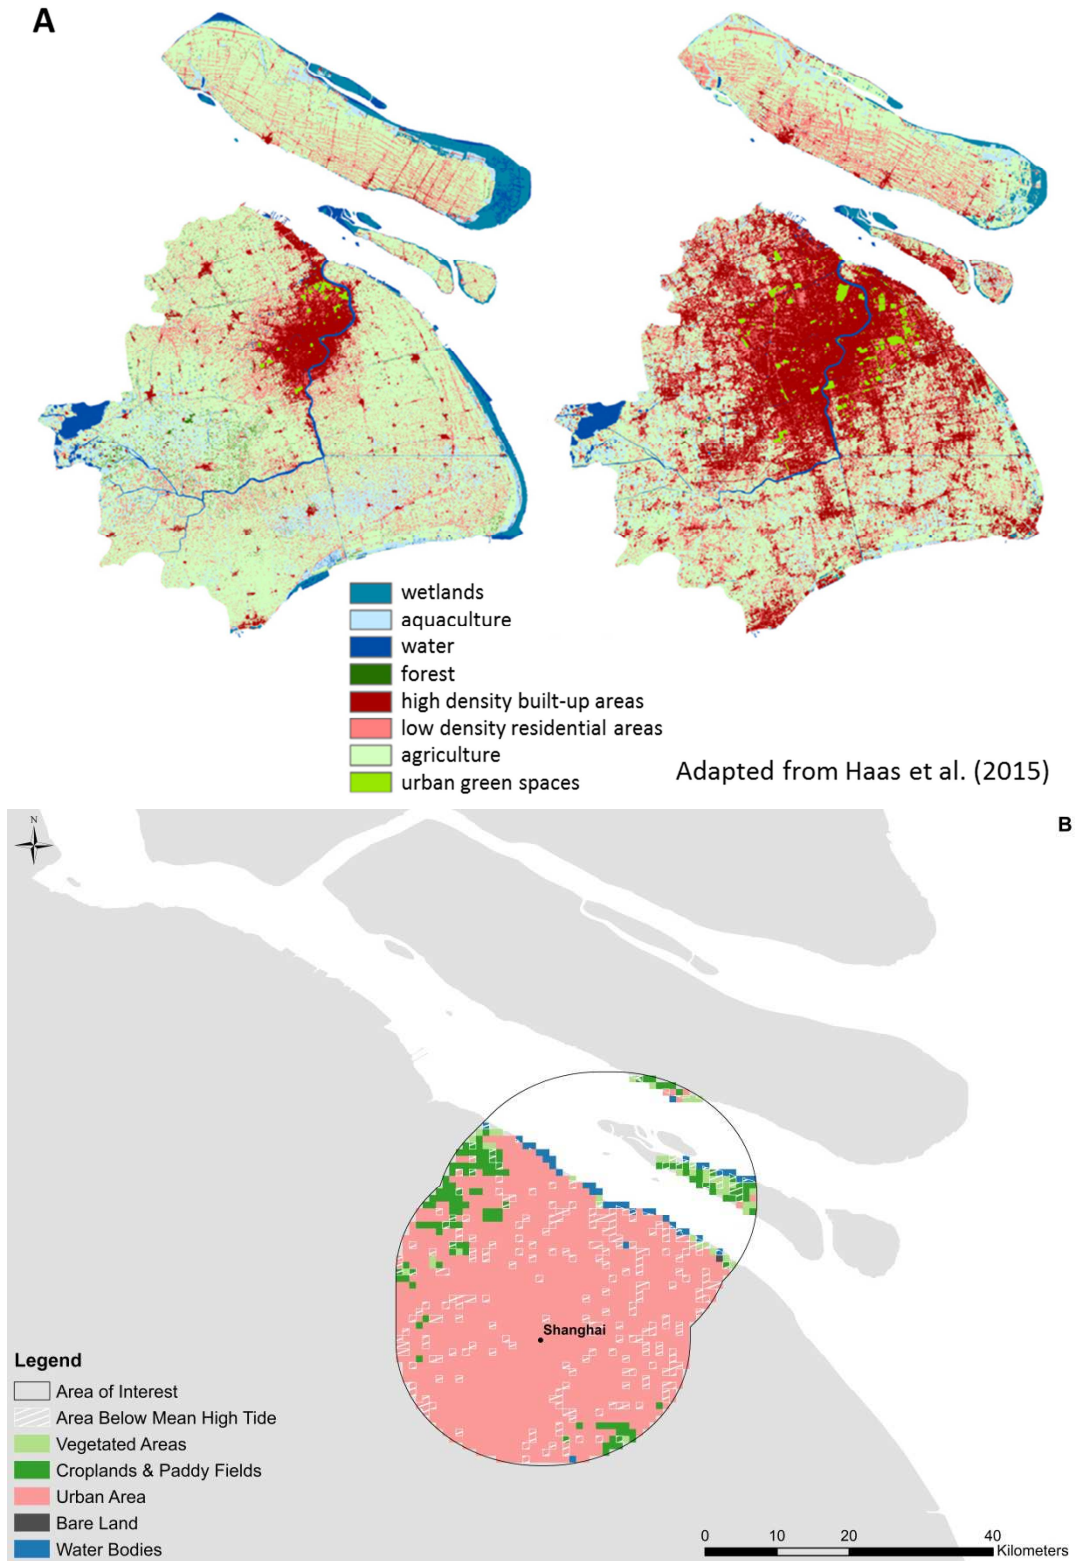 A
wetlands
aquaculture
water
forest
high density built-up areas
low density residential areas
agriculture
urban green spaces
Adapted from Haas et al. (2015)
B
N
Shanghai
Legend
Area of Interest
Area Below Mean High Tide
Vegetated Areas
Croplands & Paddy Fields
Urban Area
Bare Land
Water Bodies
0 10 20 40
Kilometers